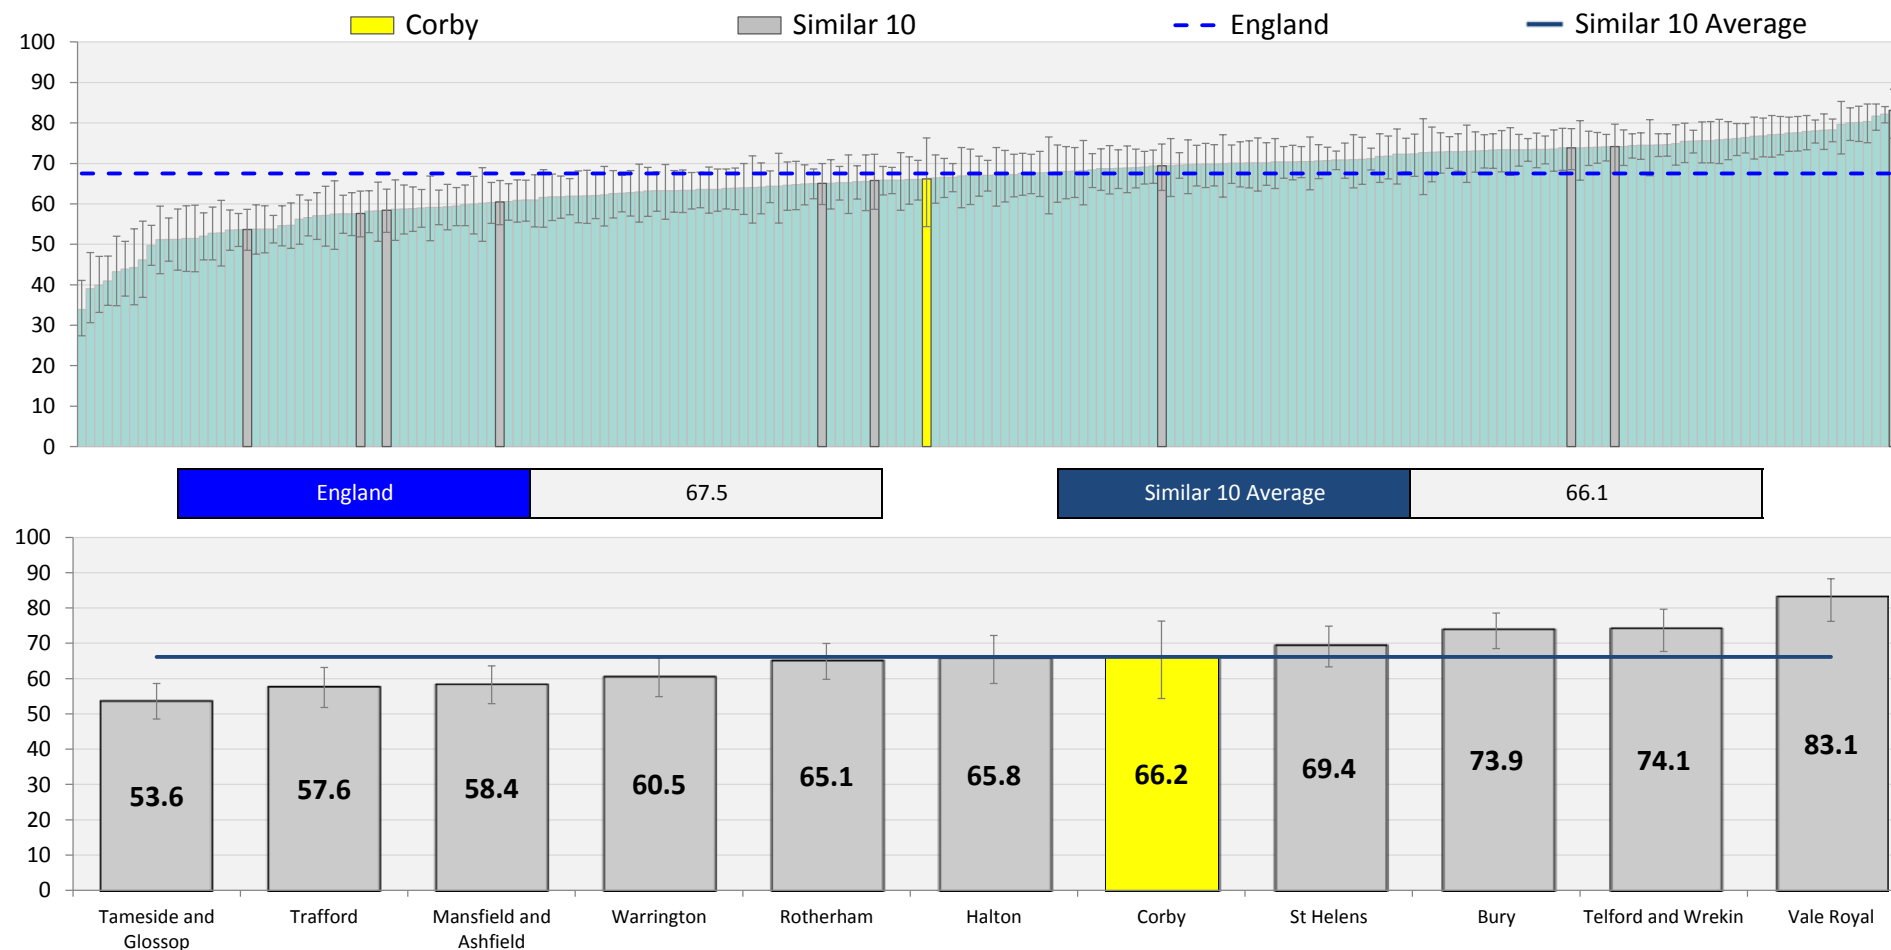 Corby
Similar 10
England
Similar 10 Average
100
90
80
70
60
50
40
30
20
10
0
England 67.5
Similar 10 Average 66.1
100
90
80
70
60
50
40
30
20
10
0
53.6 57.6 58.4 60.5 65.1 65.8 66.2 69.4 73.9 74.1 83.1
Tameside and
Glossop
Trafford
Mansfield and
Ashfield
Warrington
Rotherham
Halton
Corby
St Helens
Bury
Telford and Wrekin
Vale Royal